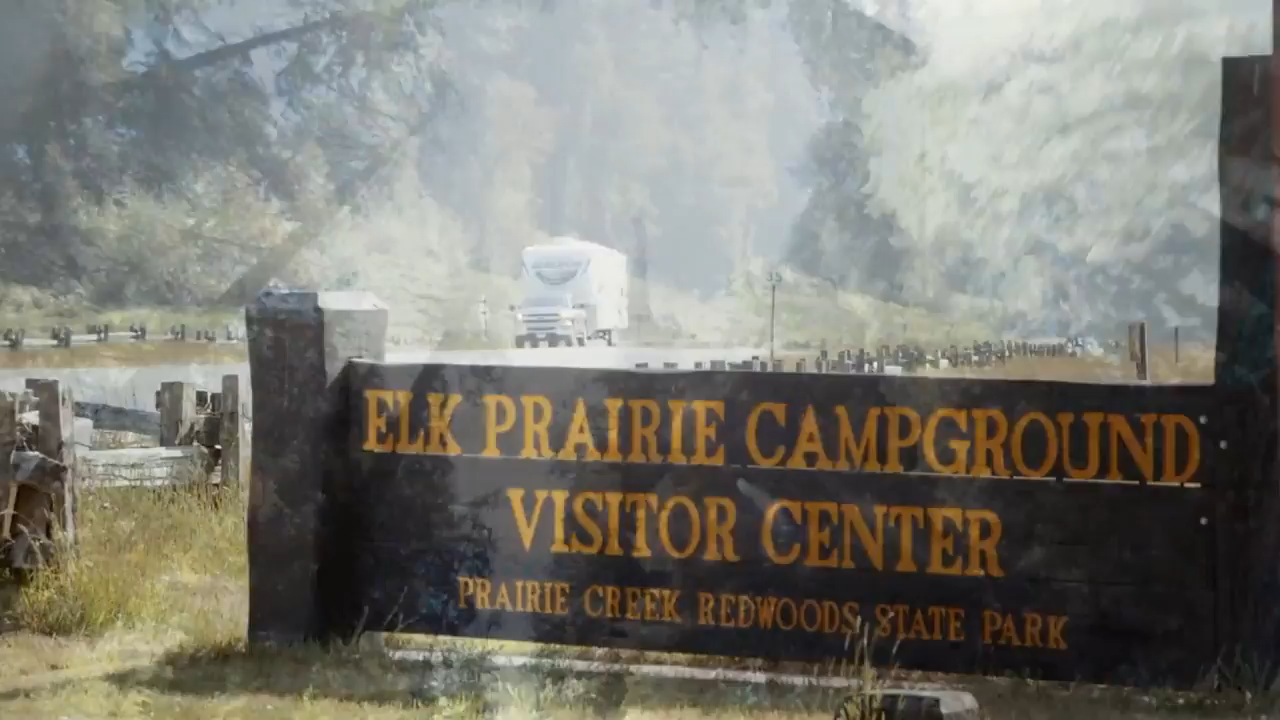 ELK PRAIRIE CAMPGROUND
VISITOR CENTER
PRAIRIE CREEK REDWOODS STATE PARK